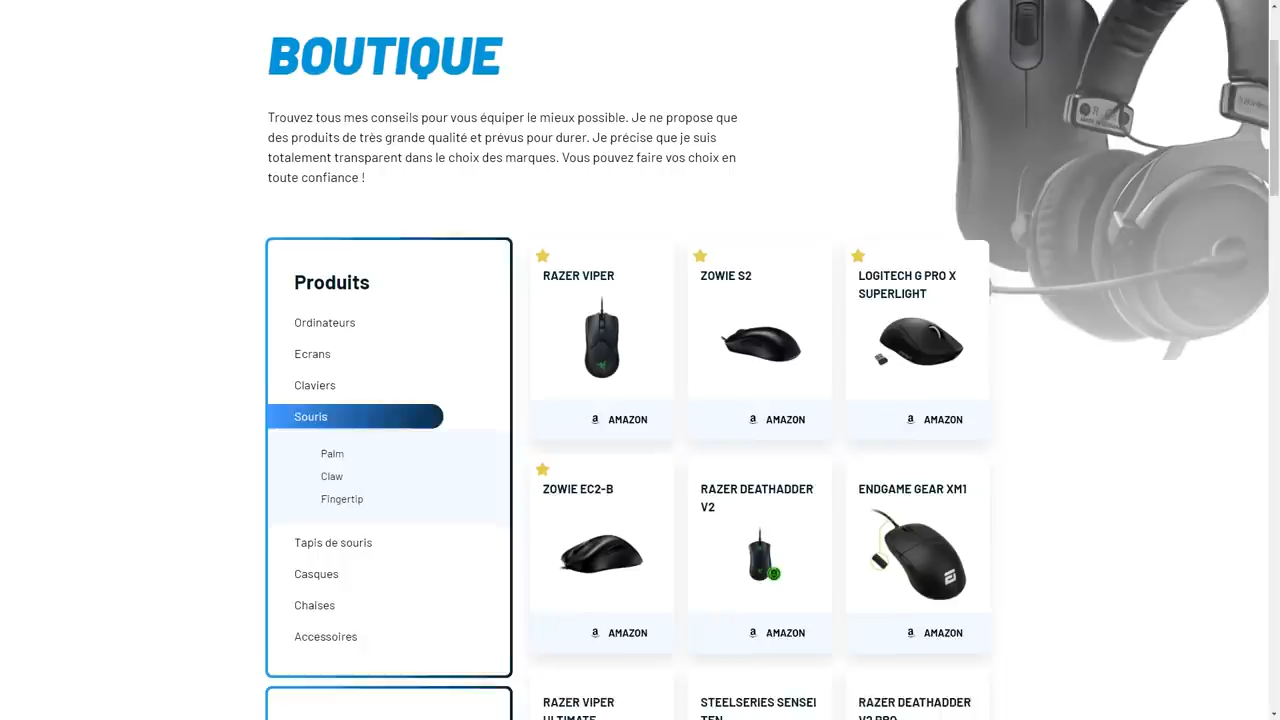 BOUTIQUE
Trouvez tous mes conseils pour vous équiper le mieux possible. Je ne propose que
des produits de très grande qualité et prévus pour durer. Je précise que je suis
totalement transparent dans le choix des marques. Vous pouvez faire vos choix en
toute confiance !
Produits
Ordinateurs
Ecrans
Claviers
Souris
Palm
Claw
Fingertip
Tapis de souris
Casques
Chaises
Accessoires
RAZER VIPER
AMAZON
ZOWIE S2
AMAZON
LOGITECH G PRO X
SUPERLIGHT
AMAZON
ZOWIE EC2-B
AMAZON
RAZER DEATHADDER
V2
AMAZON
ENDGAME GEAR XM1
AMAZON
RAZER VIPER
ULTIMATE
STEELSERIES SENSEI
TEN
RAZER DEATHADDER
V2 PRO